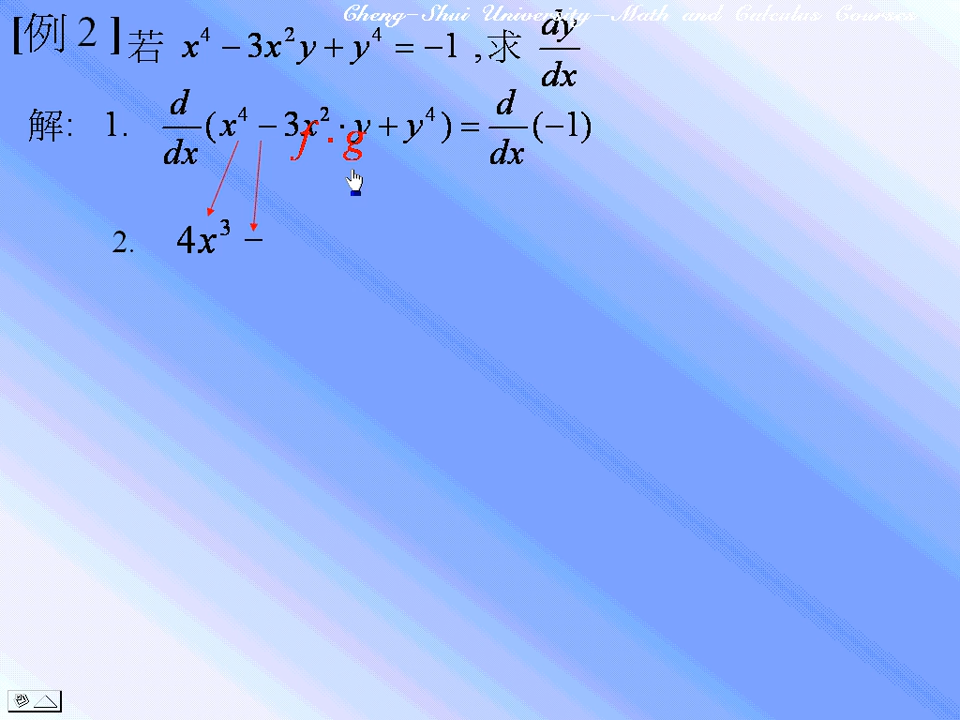 Cheng-Shui University-Math and Calculus Courses
[例 2 ] 若 x⁴ − 3x²y + y⁴ = −1 , 求 dy/dx
解: 1. d/dx (x⁴ − 3x² · y + y⁴) = d/dx (−1)
f · g
2. 4x³ −